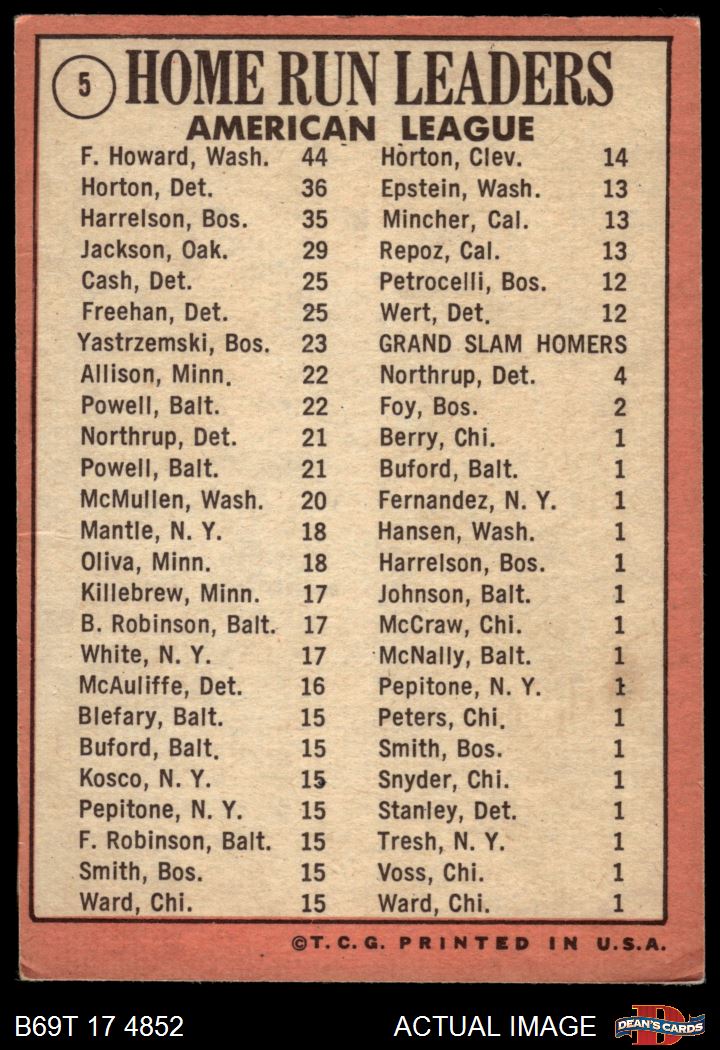 5
HOME RUN LEADERS
AMERICAN LEAGUE
F. Howard, Wash. 44
Horton, Det. 36
Harrelson, Bos. 35
Jackson, Oak. 29
Cash, Det. 25
Freehan, Det. 25
Yastrzemski, Bos. 23
Allison, Minn. 22
Powell, Balt. 22
Northrup, Det. 21
Powell, Balt. 21
McMullen, Wash. 20
Mantle, N. Y. 18
Oliva, Minn. 18
Killebrew, Minn. 17
B. Robinson, Balt. 17
White, N. Y. 17
McAuliffe, Det. 16
Blefary, Balt. 15
Buford, Balt. 15
Kosco, N. Y. 15
Pepitone, N. Y. 15
F. Robinson, Balt. 15
Smith, Bos. 15
Ward, Chi. 15
Horton, Clev. 14
Epstein, Wash. 13
Mincher, Cal. 13
Repoz, Cal. 13
Petrocelli, Bos. 12
Wert, Det. 12
GRAND SLAM HOMERS
Northrup, Det. 4
Foy, Bos. 2
Berry, Chi. 1
Buford, Balt. 1
Fernandez, N. Y. 1
Hansen, Wash. 1
Harrelson, Bos. 1
Johnson, Balt. 1
McCraw, Chi. 1
McNally, Balt. 1
Pepitone, N. Y. 1
Peters, Chi. 1
Smith, Bos. 1
Snyder, Chi. 1
Stanley, Det. 1
Tresh, N. Y. 1
Voss, Chi. 1
Ward, Chi. 1
©T. C. G. PRINTED IN U.S.A.
B69T 17 4852
ACTUAL IMAGE
D
DEAN'S CARDS